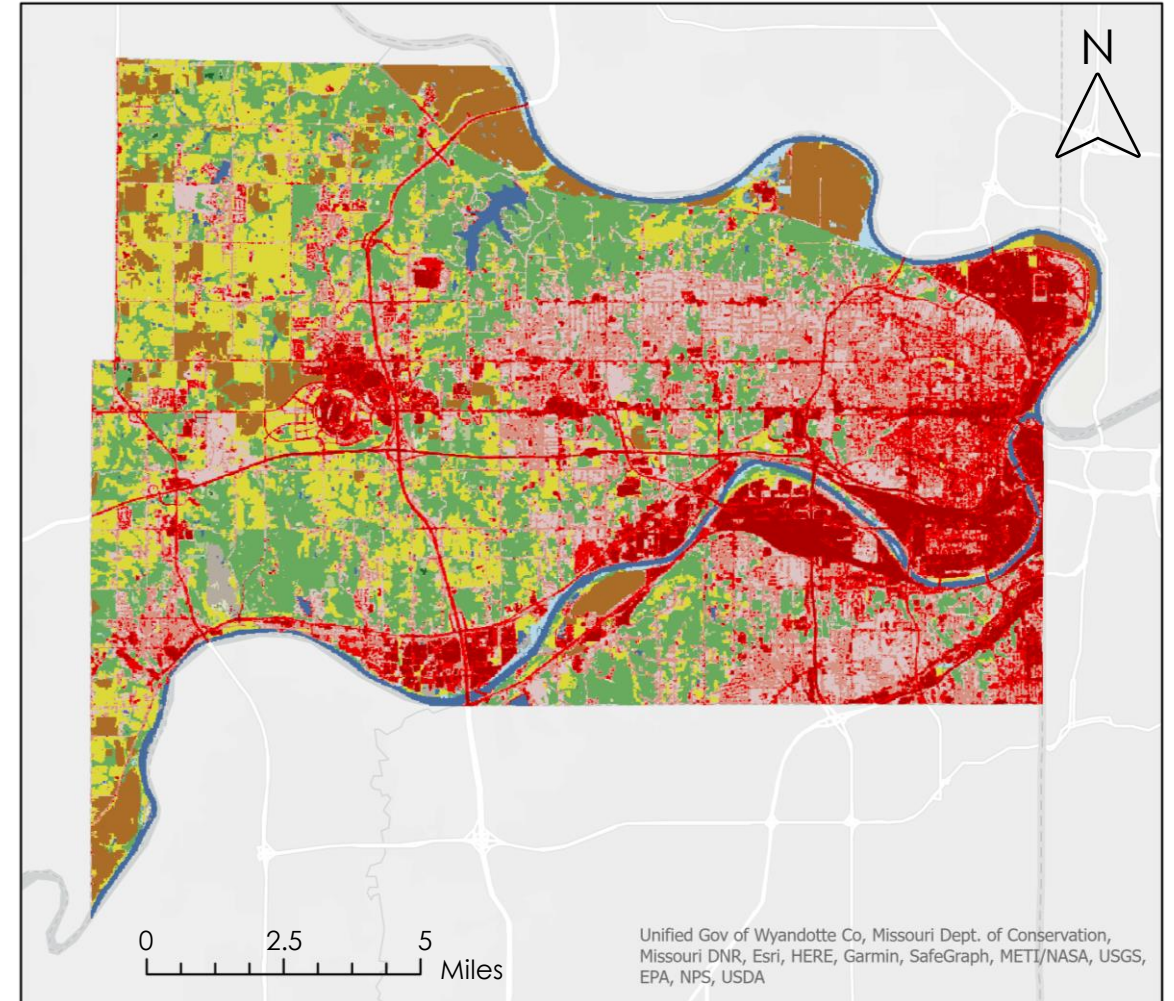 N
0 2.5 5
Miles
Unified Gov of Wyandotte Co, Missouri Dept. of Conservation,
Missouri DNR, Esri, HERE, Garmin, SafeGraph, METI/NASA, USGS,
EPA, NPS, USDA